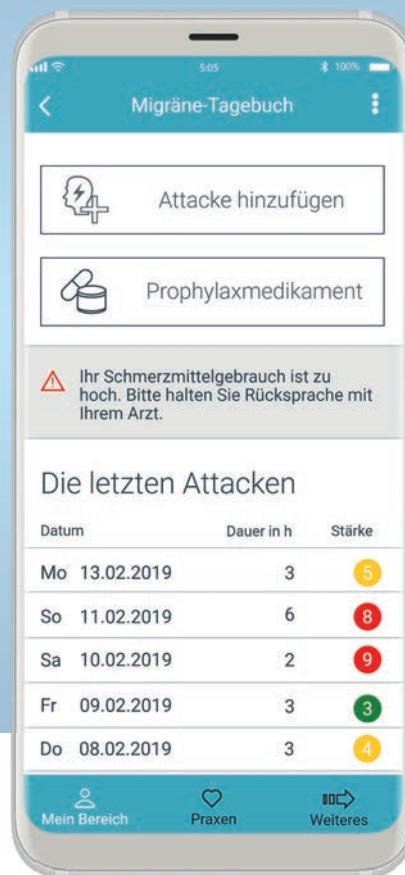 5:05
100%
Migräne-Tagebuch
Attacke hinzufügen
Prophylaxmedikament
Ihr Schmerzmittelgebrauch ist zu
hoch. Bitte halten Sie Rücksprache mit
Ihrem Arzt.
Die letzten Attacken
Datum Dauer in h Stärke
Mo 13.02.2019 3 5
So 11.02.2019 6 8
Sa 10.02.2019 2 9
Fr 09.02.2019 3 3
Do 08.02.2019 3 4
Mein Bereich Praxen Weiteres